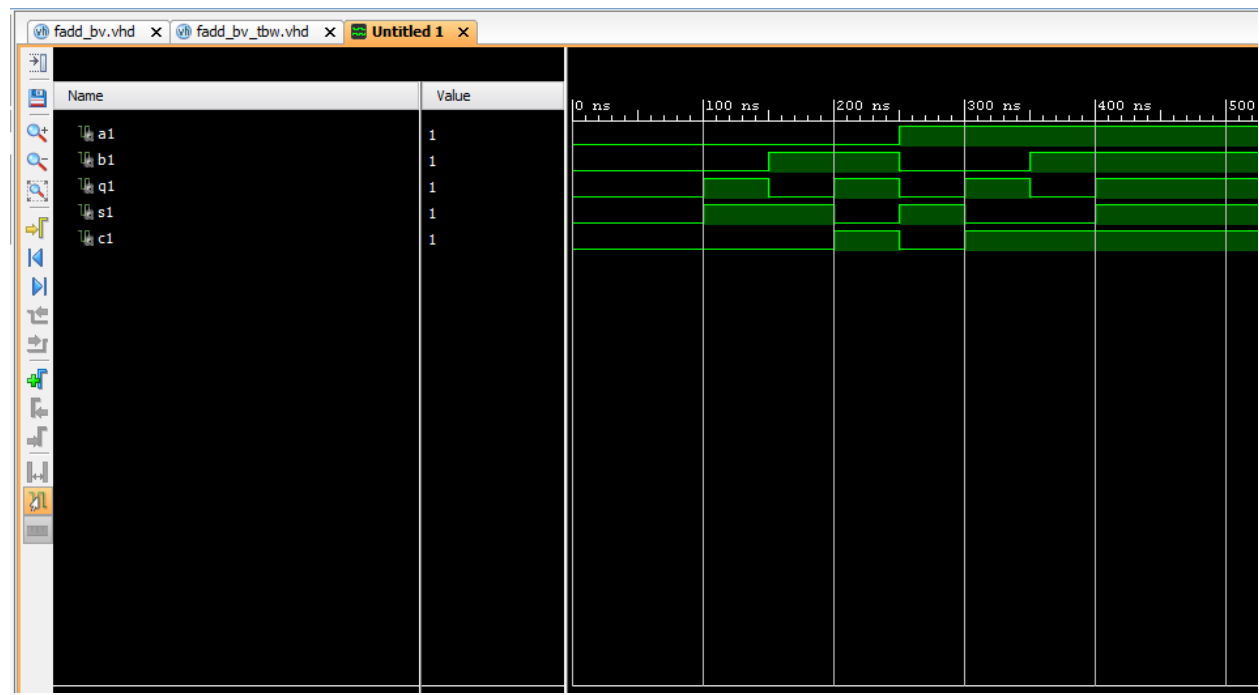 fadd_bv.vhd fadd_bv_tbw.vhd Untitled 1
Name Value
0 ns 100 ns 200 ns 300 ns 400 ns 500
a1 1
b1 1
q1 1
s1 1
c1 1